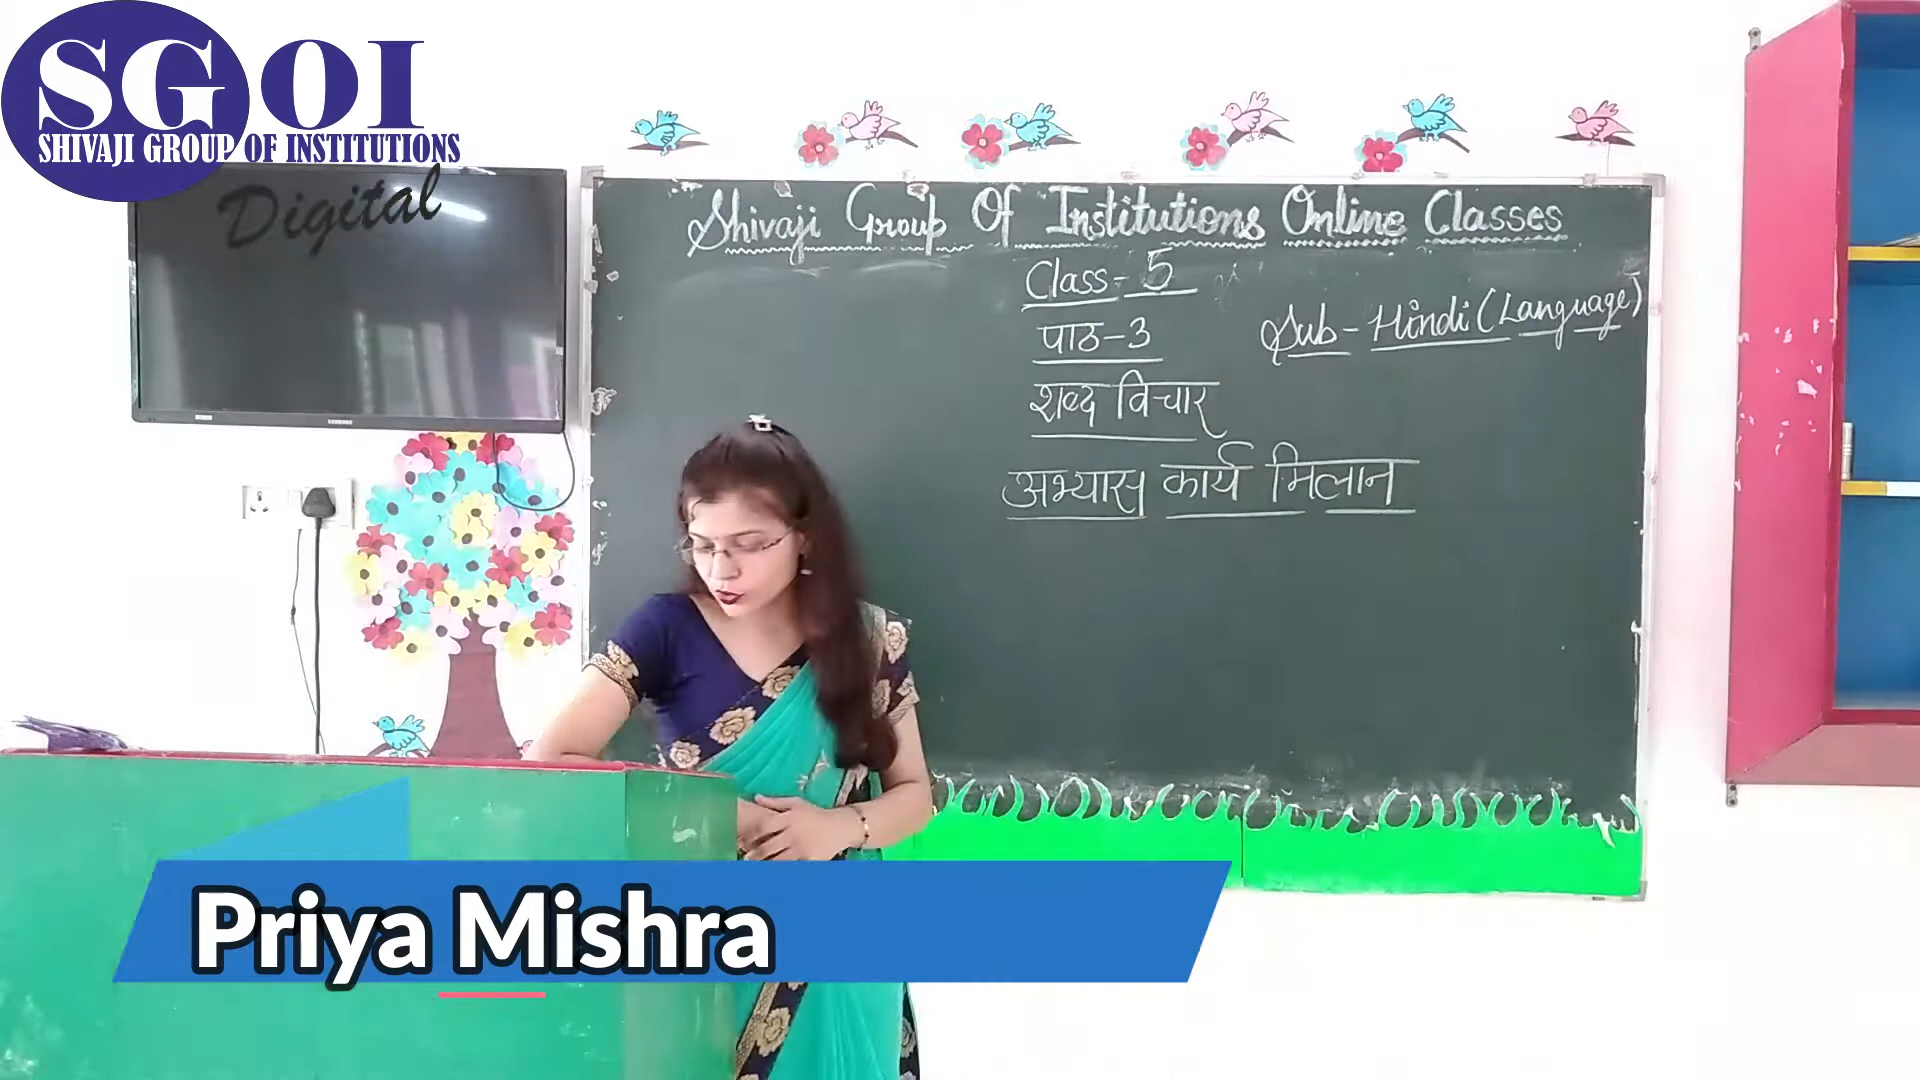 SGOI
SHIVAJI GROUP OF INSTITUTIONS
Digital
Shivaji Group Of Institutions Online Classes
Class- 5
पाठ-3
Sub- Hindi (Language)
शब्द विचार
अभ्यास कार्य मिलान
SAMSUNG
Priya Mishra